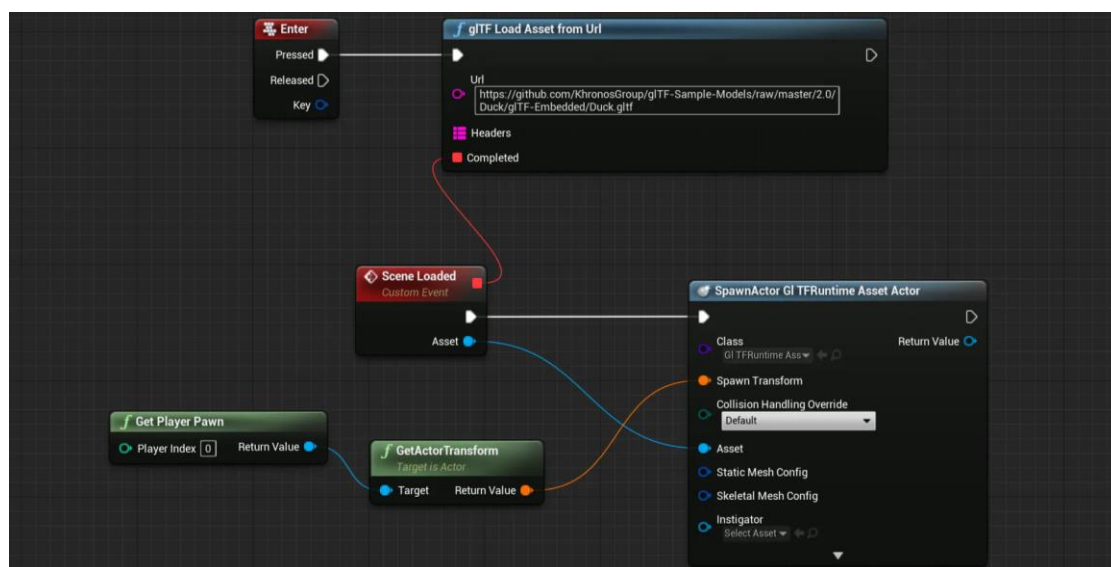 Enter
Pressed
Released
Key
f glTF Load Asset from Url
Url
https://github.com/KhronosGroup/glTF-Sample-Models/raw/master/2.0/
Duck/glTF-Embedded/Duck.gltf
Headers
Completed
Scene Loaded
Custom Event
Asset
SpawnActor Gl TFRuntime Asset Actor
Class
Gl TFRuntime Ass
Return Value
Spawn Transform
Collision Handling Override
Default
Asset
Static Mesh Config
Skeletal Mesh Config
Instigator
Select Asset
f Get Player Pawn
Player Index 0 Return Value
f GetActorTransform
Target is Actor
Target Return Value